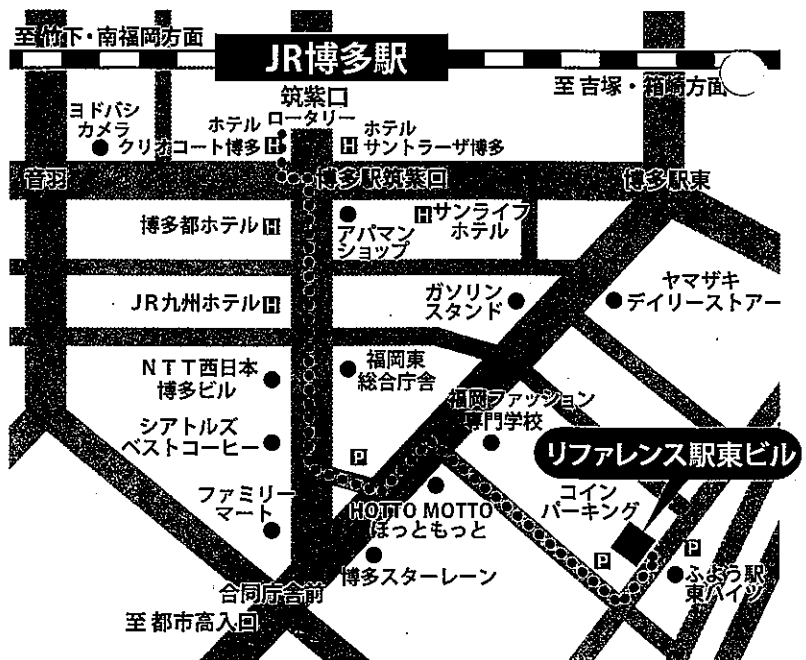 至 竹下・南福岡方面
JR博多駅
至 吉塚・箱崎方面
筑紫口
ロータリー
ヨドバシ
カメラ
ホテル
クリオコート博多 H
H ホテル
サントラーザ博多
音羽
博多駅筑紫口
博多駅東
博多都ホテル H
アパマン
ショップ
H サンライフ
ホテル
JR九州ホテル H
ガソリン
スタンド
ヤマザキ
デイリーストアー
NTT西日本
博多ビル
福岡東
総合庁舎
福岡ファッション
専門学校
シアトルズ
ベストコーヒー
P
リファレンス駅東ビル
ファミリー
マート
HOTTO MOTTO
ほっともっと
コイン
パーキング
P
P
博多スターレーン
ふよう駅
東ハイツ
合同庁舎前
至 都市高入口